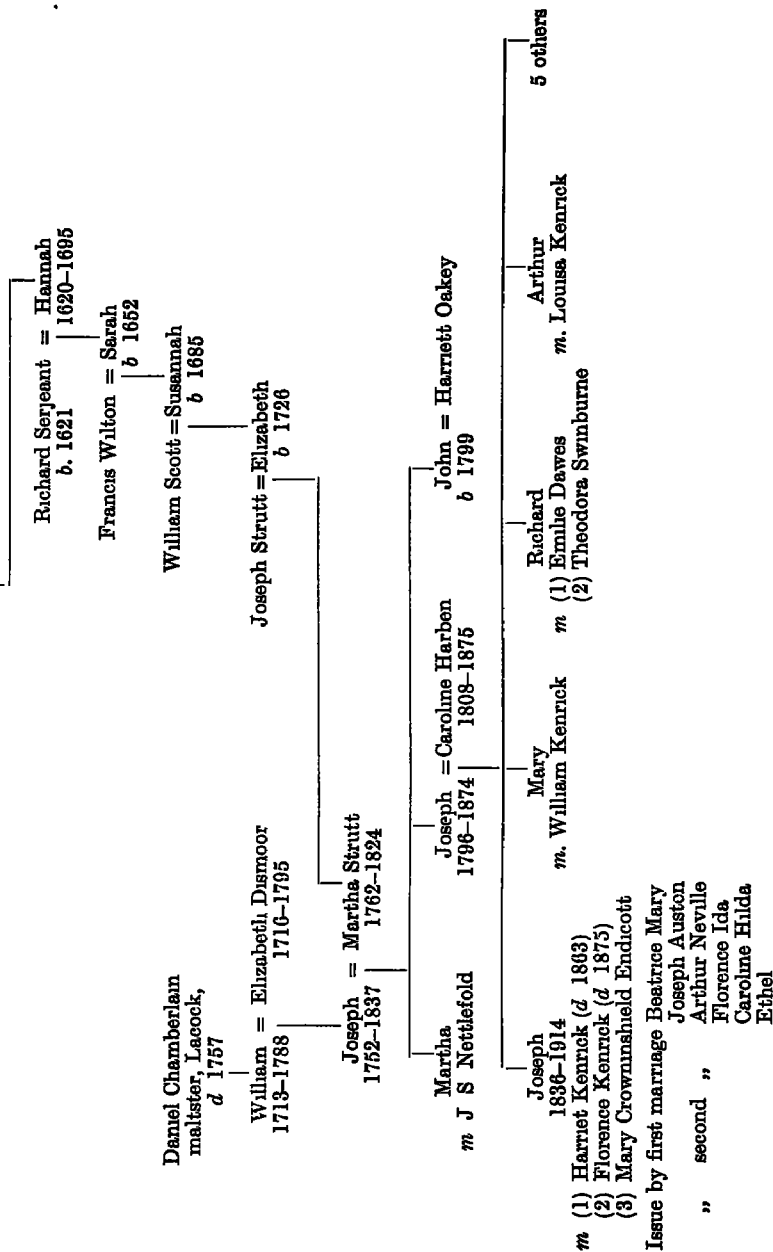 Richard Serjeant = Hannah
b. 1621 1620–1695
Francis Wilton = Sarah
b 1652
William Scott = Susannah
b 1685
Daniel Chamberlain
maltster, Lacock,
d 1757
Joseph Strutt = Elizabeth
b 1726
William = Elizabeth Dismoor
1713–1788 1716–1795
Joseph = Martha Strutt
1752–1837 1762–1824
Martha
m J S Nettlefold
Joseph = Caroline Harben
1796–1874 1808–1875
John = Harriett Oakey
b 1799
Joseph
1836–1914
m (1) Harriet Kenrick (d 1863)
(2) Florence Kenrick (d 1875)
(3) Mary Crowninshield Endicott
Issue by first marriage Beatrice Mary
Joseph Auston
„ second „ Arthur Neville
Florence Ida
Caroline Hilda
Ethel
Mary
m. William Kenrick
Richard
m (1) Emilie Dawes
(2) Theodora Swinburne
Arthur
m. Louisa Kenrick
5 others